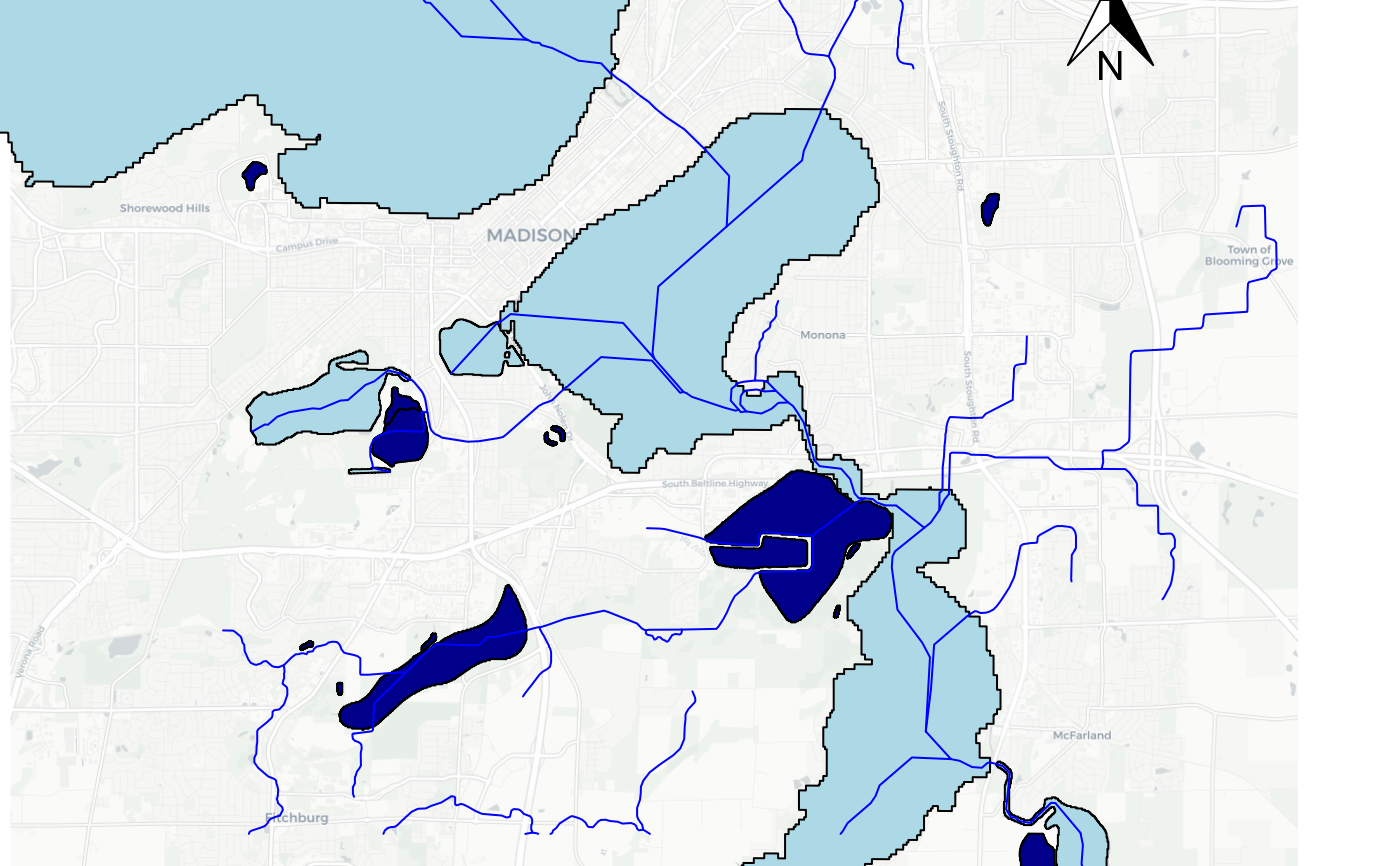 N
South Stoughton Rd
Shorewood Hills
MADISON
Campus Drive
Town of
Blooming Grove
Monona
South Stoughton Rd
South Beltline Highway
Verona Road
McFarland
Fitchburg